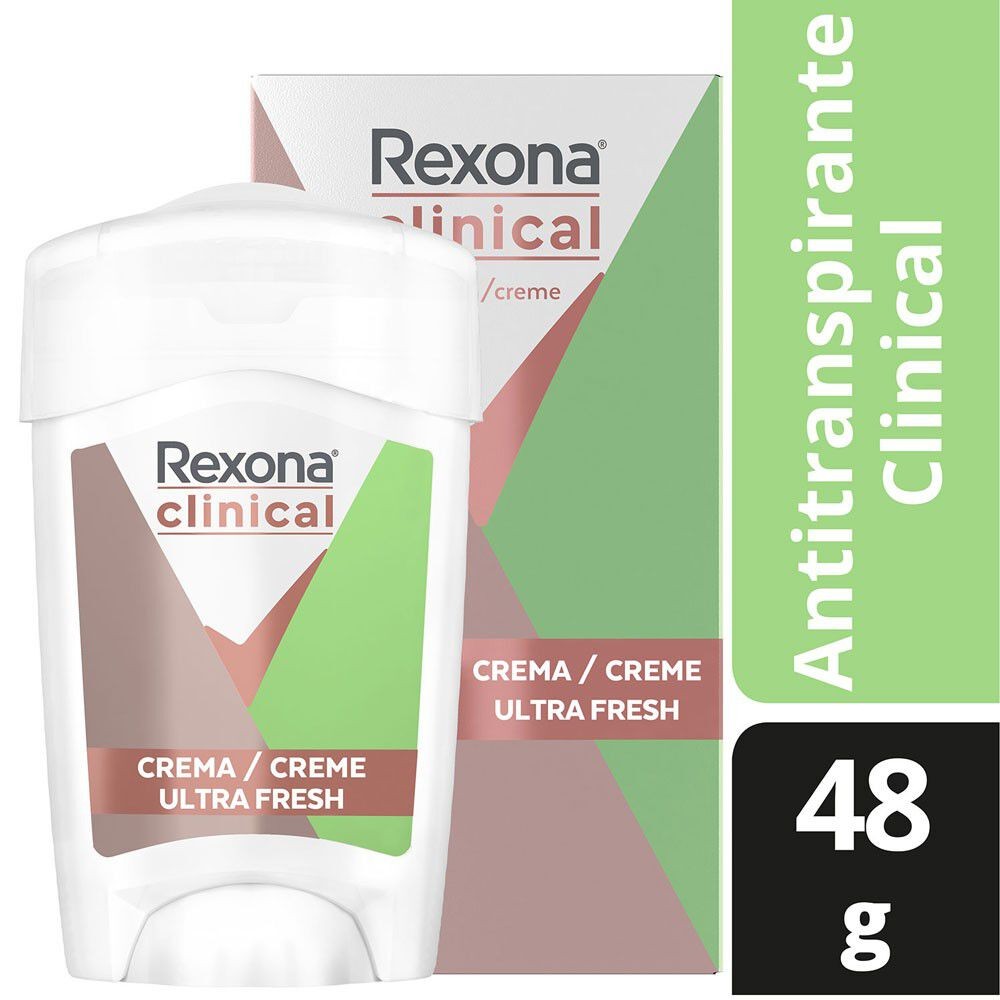 Rexona®
clinical
/creme
CREMA / CREME
ULTRA FRESH
Rexona®
clinical
CREMA / CREME
ULTRA FRESH
Antitranspirante
Clinical
48
g